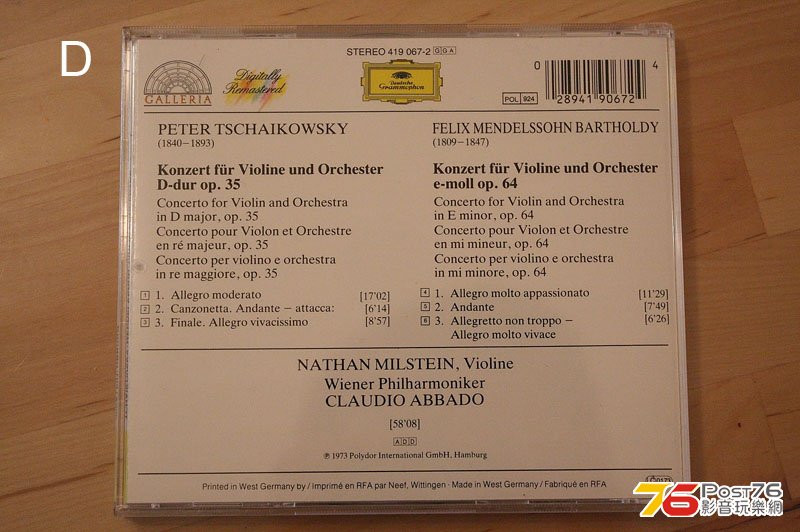 D
STEREO 419 067-2 GGA
GALLERIA
Digitally
Remastered
Deutsche
Grammophon
POL 924
0 28941 90672 4
PETER TSCHAIKOWSKY
(1840–1893)
Konzert für Violine und Orchester
D-dur op. 35
Concerto for Violin and Orchestra
in D major, op. 35
Concerto pour Violon et Orchestre
en ré majeur, op. 35
Concerto per violino e orchestra
in re maggiore, op. 35
1 1. Allegro moderato [17'02]
2 2. Canzonetta. Andante – attacca: [6'14]
3 3. Finale. Allegro vivacissimo [8'57]
FELIX MENDELSSOHN BARTHOLDY
(1809–1847)
Konzert für Violine und Orchester
e-moll op. 64
Concerto for Violin and Orchestra
in E minor, op. 64
Concerto pour Violon et Orchestre
en mi mineur, op. 64
Concerto per violino e orchestra
in mi minore, op. 64
4 1. Allegro molto appassionato [11'29]
5 2. Andante [7'49]
6 3. Allegretto non troppo – [6'26]
Allegro molto vivace
NATHAN MILSTEIN, Violine
Wiener Philharmoniker
CLAUDIO ABBADO
[58'08]
ADD
℗ 1973 Polydor International GmbH, Hamburg
Printed in West Germany by / Imprimé en RFA par Neef, Wittingen · Made in West Germany / Fabriqué en RFA
76 Post76
影音玩樂網